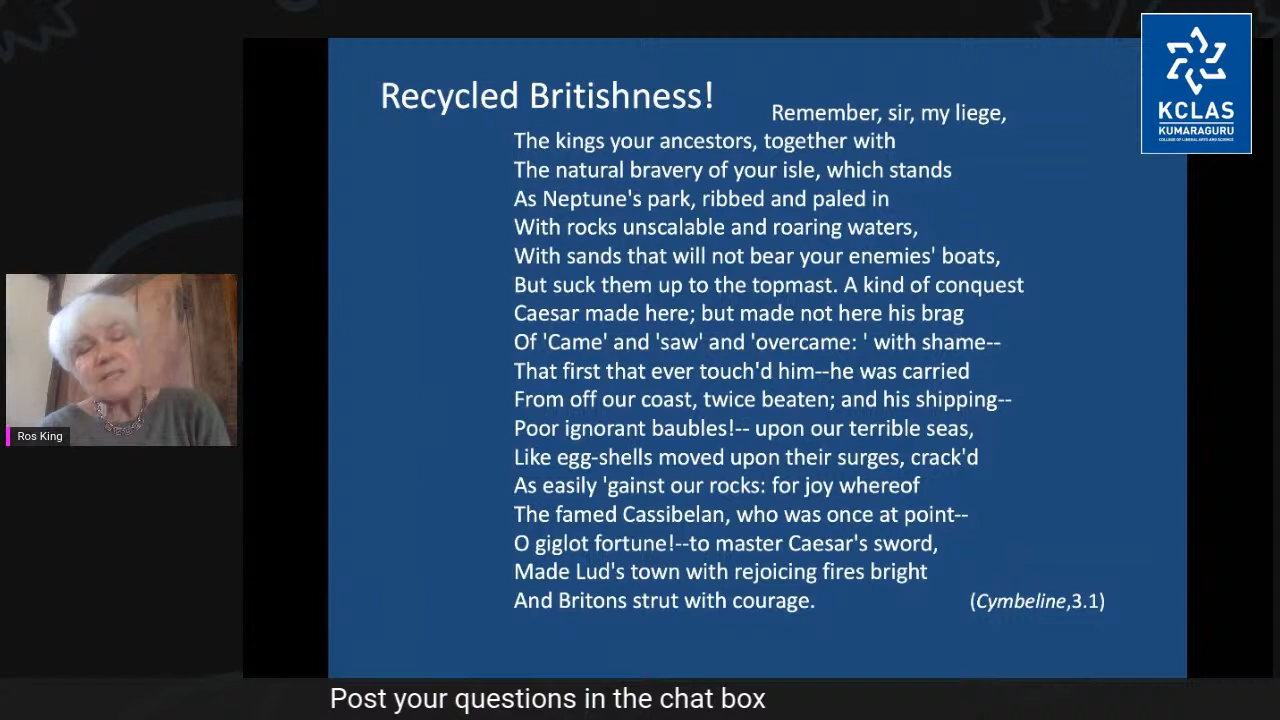 Recycled Britishness!
Remember, sir, my liege,
The kings your ancestors, together with
The natural bravery of your isle, which stands
As Neptune's park, ribbed and paled in
With rocks unscalable and roaring waters,
With sands that will not bear your enemies' boats,
But suck them up to the topmast. A kind of conquest
Caesar made here; but made not here his brag
Of 'Came' and 'saw' and 'overcame: ' with shame--
That first that ever touch'd him--he was carried
From off our coast, twice beaten; and his shipping--
Poor ignorant baubles!-- upon our terrible seas,
Like egg-shells moved upon their surges, crack'd
As easily 'gainst our rocks: for joy whereof
The famed Cassibelan, who was once at point--
O giglot fortune!--to master Caesar's sword,
Made Lud's town with rejoicing fires bright
And Britons strut with courage.
(Cymbeline,3.1)
KCLAS
KUMARAGURU
COLLEGE OF LIBERAL ARTS AND SCIENCE
Ros King
Post your questions in the chat box